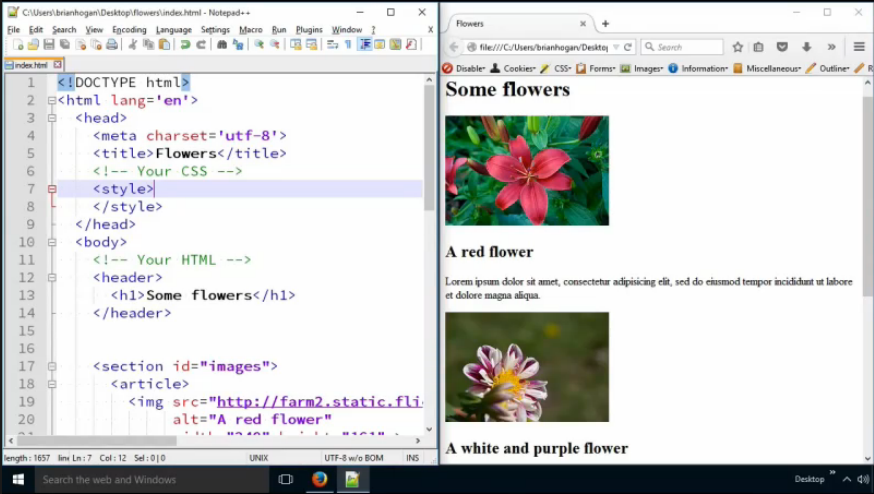 C:\Users\brianhogan\Desktop\flowers\index.html - Notepad++
File Edit Search View Encoding Language Settings Macro Run Plugins Window ?
index.html
1 <!DOCTYPE html>
2 <html lang='en'>
3 <head>
4 <meta charset='utf-8'>
5 <title>Flowers</title>
6 <!-- Your CSS -->
7 <style>
8 </style>
9 </head>
10 <body>
11 <!-- Your HTML -->
12 <header>
13 <h1>Some flowers</h1>
14 </header>
15
16
17 <section id="images">
18 <article>
19 <img src="http://farm2.static.fli
20 alt="A red flower"
length : 1657 line Ln : 7 Col : 12 Sel : 0 | 0 UNIX UTF-8 w/o BOM INS
Flowers
file:///C:/Users/brianhogan/Desktop
Search
Disable Cookies CSS Forms Images Information Miscellaneous Outline R
Some flowers
A red flower
Lorem ipsum dolor sit amet, consectetur adipisicing elit, sed do eiusmod tempor incididunt ut labore
et dolore magna aliqua.
A white and purple flower
Search the web and Windows
Desktop